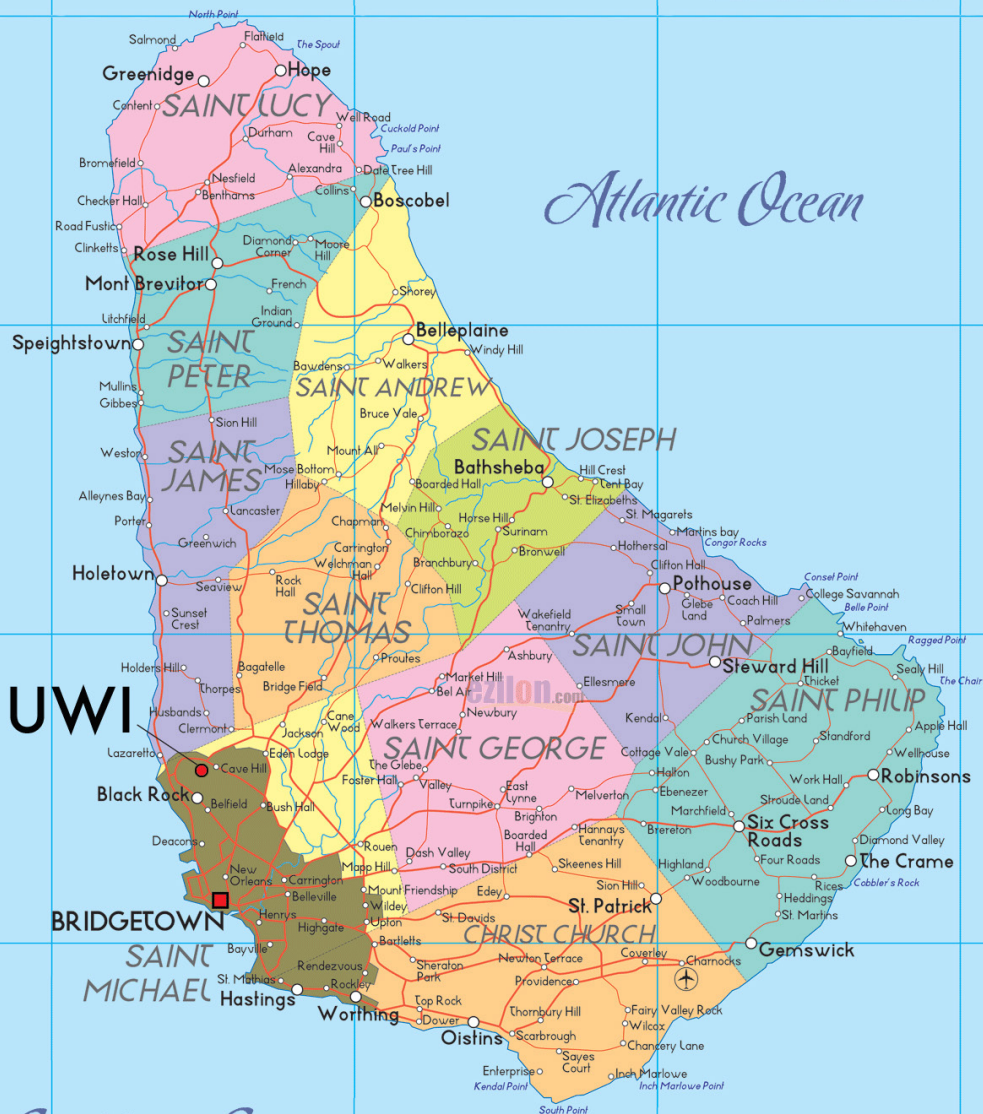 North Point
Salmond
Flatfield
The Spout
Greenidge
Hope
Content
SAINT LUCY
Well Road
Cuckold Point
Durham
Cave
Hill
Paul's Point
Bromefield
Alexandra
Date Tree Hill
Nesfield
Benthams
Collins
Boscobel
Checker Hall
Atlantic Ocean
Road Fustic
Clinketts
Rose Hill
Diamond
Corner
Moore
Hill
Mont Brevitor
French
Shorey
Litchfield
Indian
Ground
Speightstown
SAINT
PETER
Belleplaine
Windy Hill
Bawdens
Walkers
Mullins
Gibbes
SAINT ANDREW
Bruce Vale
Sion Hill
SAINT JOSEPH
Weston
SAINT
JAMES
Mount All
Mose Bottom
Hillaby
Bathsheba
Hill Crest
Tent Bay
Boarded Hall
St. Elizabeths
Alleynes Bay
Lancaster
Melvin Hill
Porter
Chapman
Horse Hill
St. Magarets
Chimborazo
Surinam
Martins bay
Congor Rocks
Greenwich
Carrington
Bronwell
Hothersal
Welchman
Hall
Branchbury
Clifton Hall
Holetown
Seaview
Rock
Hall
Clifton Hill
Pothouse
Conset Point
College Savannah
Sunset
Crest
SAINT
THOMAS
Wakefield
Tenantry
Small
Town
Glebe
Land
Coach Hill
Belle Point
Palmers
Whitehaven
SAINT JOHN
Ragged Point
Holders Hill
Bagatelle
Proutes
Ashbury
Steward Hill
Bayfield
Thorpes
Bridge Field
Market Hill
Bel Air
ezilon.com
Ellesmere
Thicket
Sealy Hill
The Chair
UWI
SAINT PHILIP
Husbands
Cane
Wood
Newbury
Clermont
Jackson
Walkers Terrace
Kendal
Parish Land
Apple Hall
Church Village
Standford
Lazaretto
Eden Lodge
SAINT GEORGE
Cottage Vale
Wellhouse
Cave Hill
The Glebe
Bushy Park
Foster Hall
Valley
Halton
Work Hall
Robinsons
Black Rock
East
Lynne
Melverton
Ebenezer
Belfield
Bush Hall
Turnpike
Brighton
Marchfield
Stroude Land
Long Bay
Deacons
Rouen
Boarded
Hall
Hannays
Tenantry
Brereton
Six Cross
Roads
Diamond Valley
Dash Valley
Mapp Hill
South District
Skeenes Hill
Highland
Four Roads
The Crame
New
Orleans
Carrington
Mount Friendship
Edey
Sion Hill
Woodbourne
Rices
Cobbler's Rock
Belleville
Wildey
St. Patrick
Heddings
BRIDGETOWN
Henrys
Upton
St. Davids
St. Martins
Highgate
CHRIST CHURCH
SAINT
MICHAEL
Bayville
Bartletts
Gemswick
Rendezvous
Sheraton
Park
Newton Terrace
Coverley
Charnocks
St. Mathias
Rockley
Providence
Hastings
Worthing
Top Rock
Dower
Thornbury Hill
Fairy Valley Rock
Wilcox
Oistins
Scarbrough
Chancery Lane
Sayes
Court
Enterprise
Inch Marlowe
Kendal Point
Inch Marlowe Point
South Point